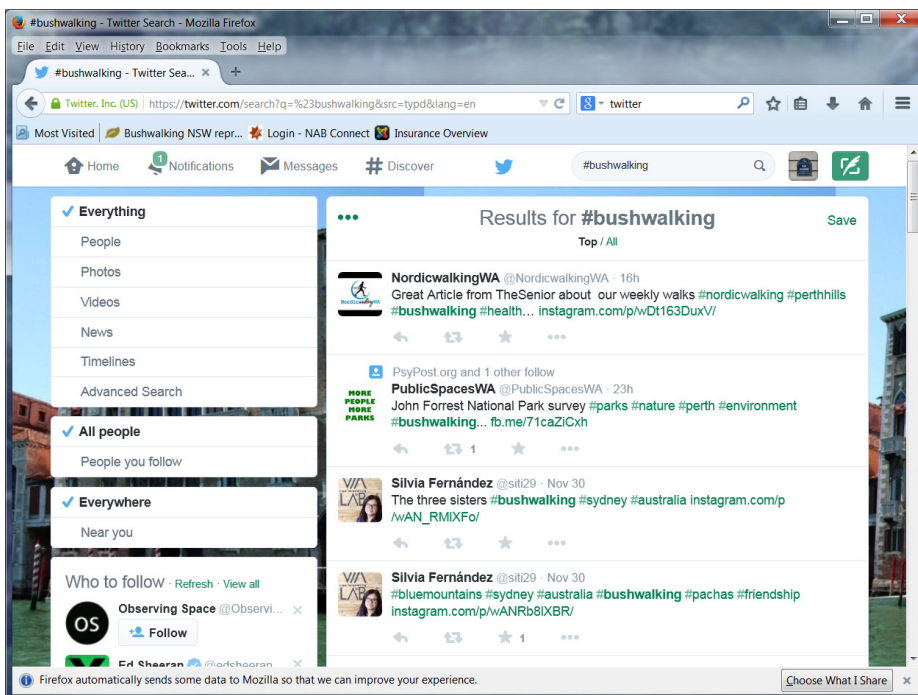 #bushwalking - Twitter Search - Mozilla Firefox
File Edit View History Bookmarks Tools Help
#bushwalking - Twitter Sea... × +
Twitter, Inc. (US) https://twitter.com/search?q=%23bushwalking&src=typd&lang=en twitter
Most Visited Bushwalking NSW repr... Login - NAB Connect Insurance Overview
Home 1 Notifications Messages # Discover #bushwalking
Everything
People
Photos
Videos
News
Timelines
Advanced Search
All people
People you follow
Everywhere
Near you
Who to follow · Refresh · View all
OS
Observing Space @Observi... ×
Follow
Ed Sheeran @edsheeran ×
Results for #bushwalking
Save
Top / All
NordicwalkingWA @NordicwalkingWA · 16h
Great Article from TheSenior about our weekly walks #nordicwalking #perthhills
#bushwalking #health... instagram.com/p/wDt163DuxV/
PsyPost.org and 1 other follow
MORE
PEOPLE
MORE
PARKS
PublicSpacesWA @PublicSpacesWA · 23h
John Forrest National Park survey #parks #nature #perth #environment
#bushwalking... fb.me/71caZiCxh
1
Silvia Fernández @siti29 · Nov 30
The three sisters #bushwalking #sydney #australia instagram.com/p
/wAN_RMlXFo/
Silvia Fernández @siti29 · Nov 30
#bluemountains #sydney #australia #bushwalking #pachas #friendship
instagram.com/p/wANRb8lXBR/
1
Firefox automatically sends some data to Mozilla so that we can improve your experience. Choose What I Share ×